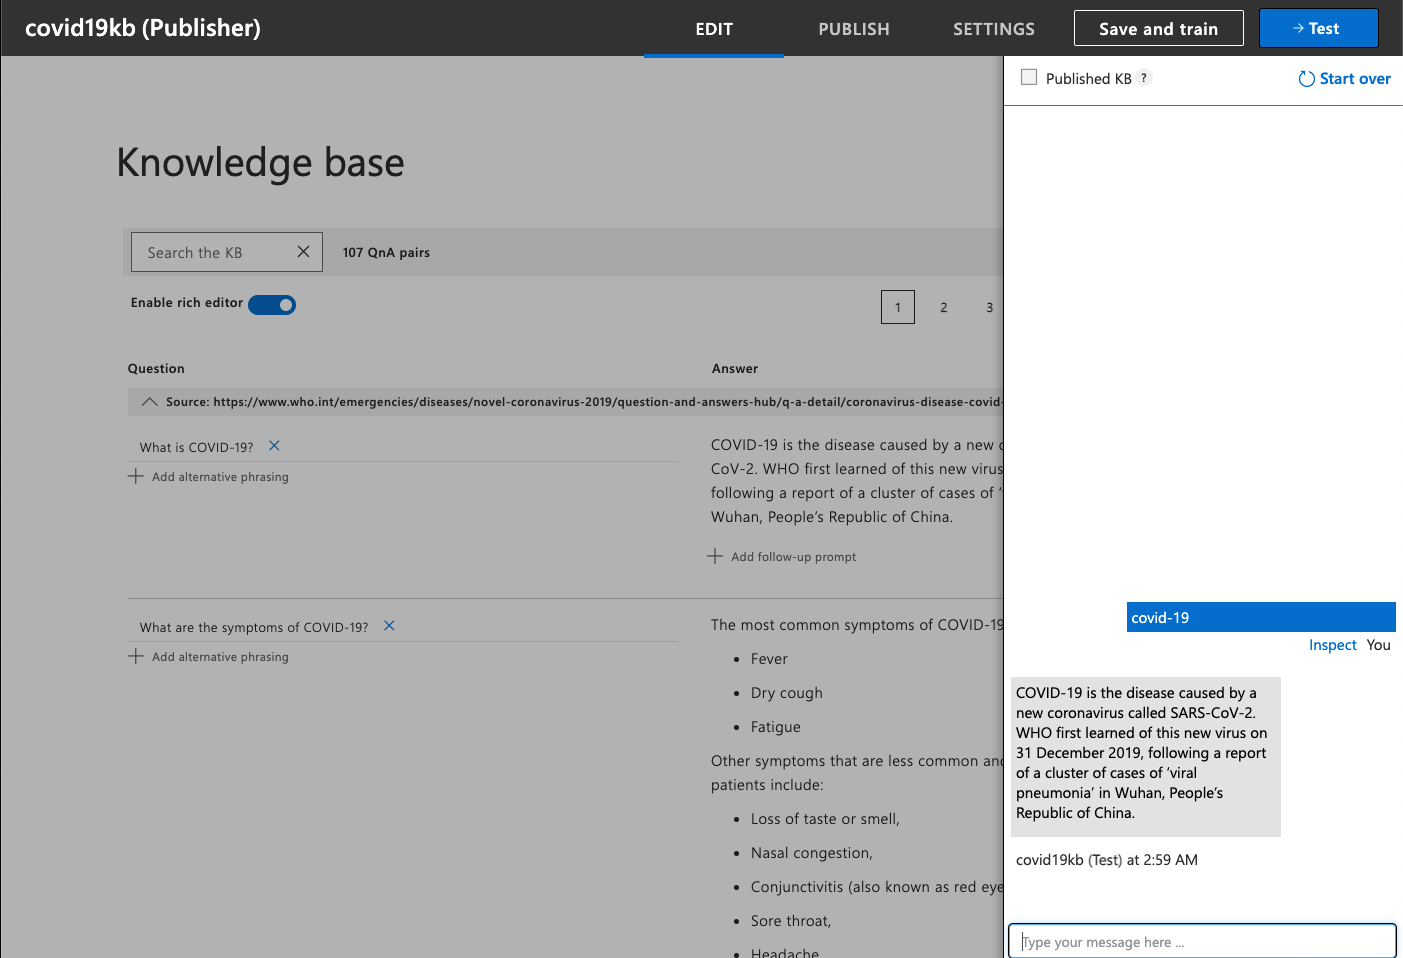 covid19kb (Publisher)
EDIT
PUBLISH
SETTINGS
Save and train
Test
Published KB ?
Start over
Knowledge base
Search the KB
107 QnA pairs
Enable rich editor
1 2 3
Question
Answer
Source: https://www.who.int/emergencies/diseases/novel-coronavirus-2019/question-and-answers-hub/q-a-detail/coronavirus-disease-covid-
What is COVID-19?
Add alternative phrasing
COVID-19 is the disease caused by a new
CoV-2. WHO first learned of this new virus
following a report of a cluster of cases of ‘
Wuhan, People’s Republic of China.
Add follow-up prompt
What are the symptoms of COVID-19?
Add alternative phrasing
The most common symptoms of COVID-19
• Fever
• Dry cough
• Fatigue
Other symptoms that are less common
patients include:
• Loss of taste or smell,
• Nasal congestion,
• Conjunctivitis (also known as red
• Sore throat,
• Headache
covid-19
Inspect You
COVID-19 is the disease caused by a
new coronavirus called SARS-CoV-2.
WHO first learned of this new virus on
31 December 2019, following a report
of a cluster of cases of ‘viral
pneumonia’ in Wuhan, People’s
Republic of China.
covid19kb (Test) at 2:59 AM
Type your message here ...